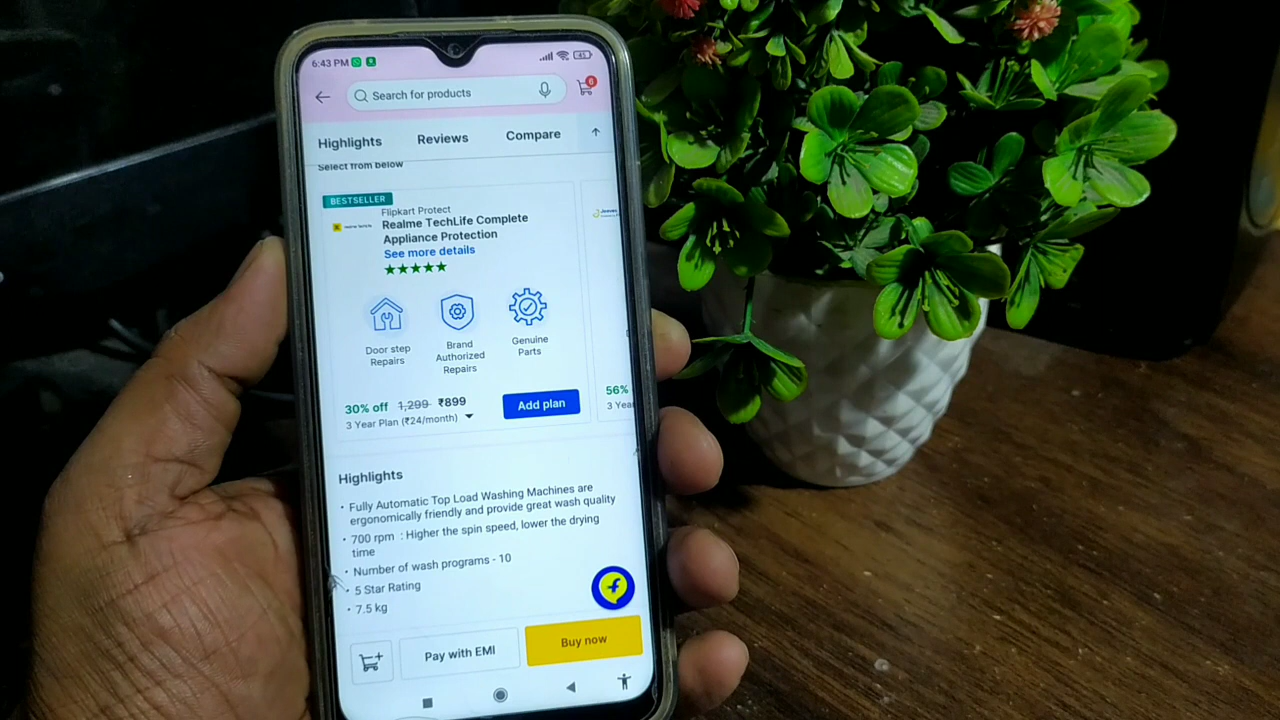 6:43 PM
45
Search for products
6
Highlights Reviews Compare
Select from below
BESTSELLER
Flipkart Protect
Realme TechLife Complete
Appliance Protection
See more details
Door step
Repairs
Brand
Authorized
Repairs
Genuine
Parts
30% off 1,299 ₹899
3 Year Plan (₹24/month)
Add plan
56%
3 Yea
Highlights
• Fully Automatic Top Load Washing Machines are
ergonomically friendly and provide great wash quality
• 700 rpm : Higher the spin speed, lower the drying
time
• Number of wash programs - 10
• 5 Star Rating
• 7.5 kg
Pay with EMI
Buy now